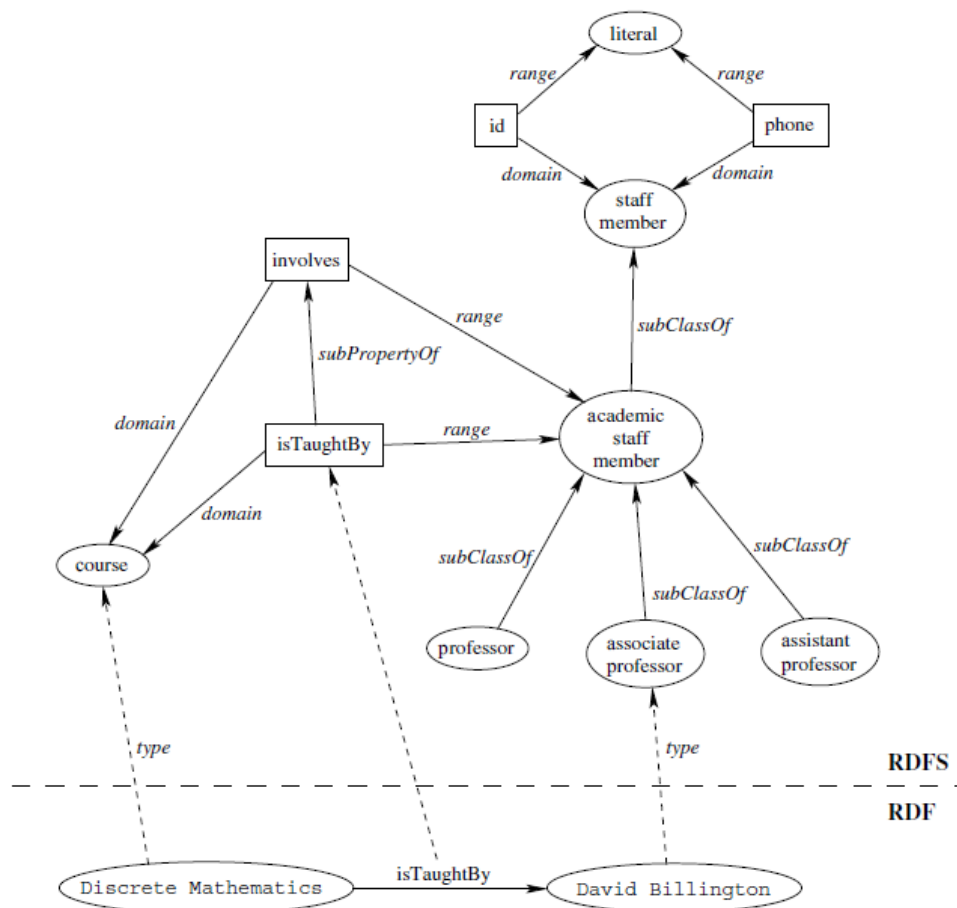 literal
range
range
id
phone
domain
domain
staff
member
involves
range
subClassOf
subPropertyOf
domain
academic
staff
member
isTaughtBy
range
domain
course
subClassOf
subClassOf
subClassOf
professor
associate
professor
assistant
professor
type
type
RDFS
RDF
isTaughtBy
Discrete Mathematics
David Billington